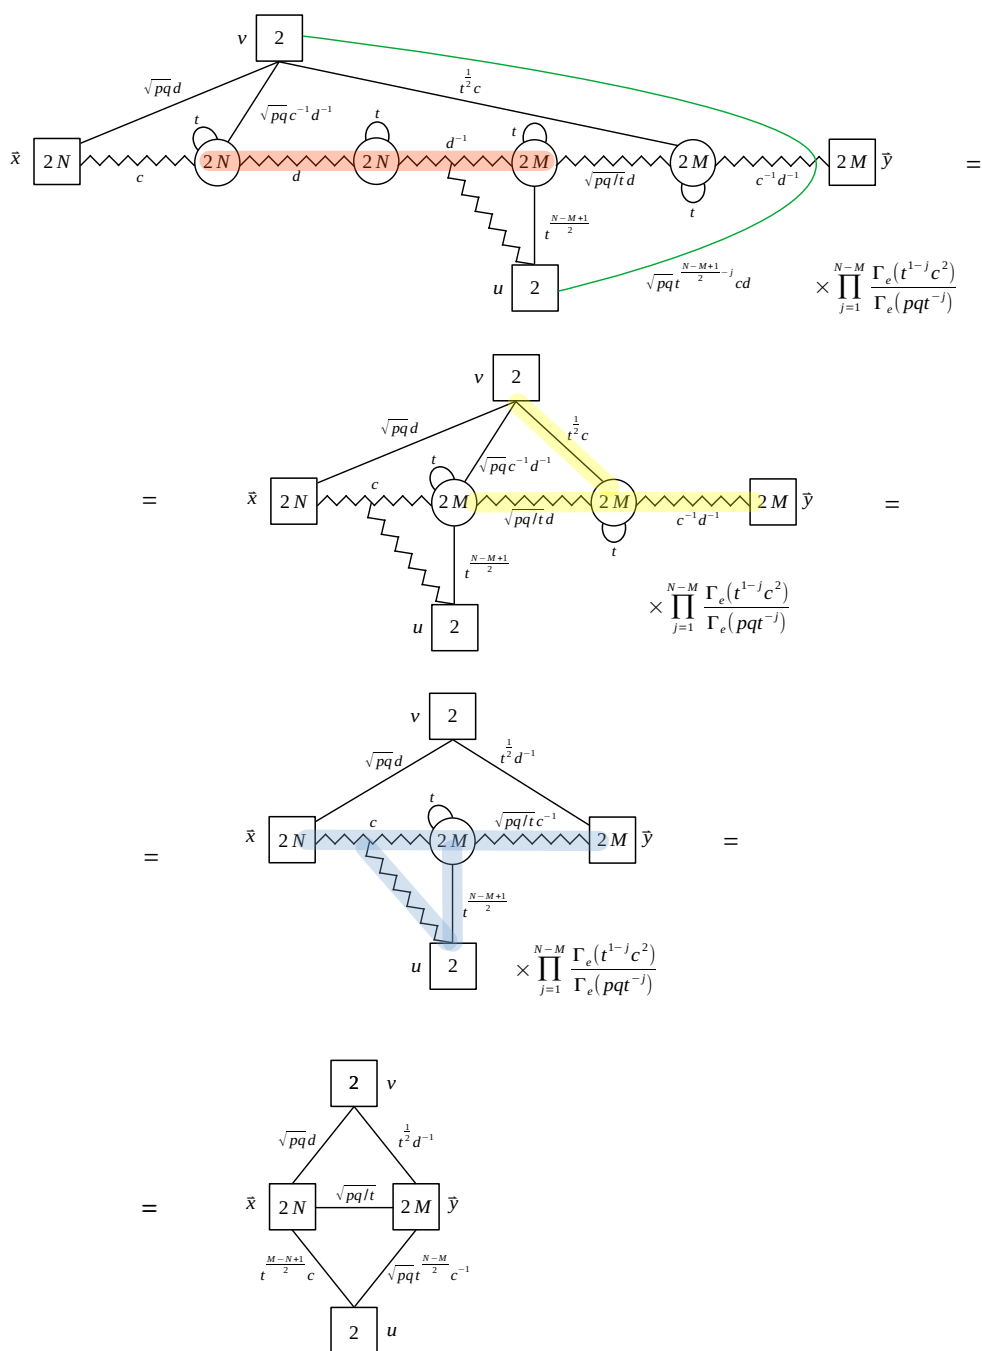 v 2
√pq d
t^{1/2} c
t √pq c^{-1} d^{-1} t d^{-1} t
x⃗ 2N c 2N d 2N 2M √pq/t d 2M c^{-1} d^{-1} 2M y⃗ =
t
t^{(N−M+1)/2}
u 2 √pq t^{(N−M+1)/2 − j} cd × ∏_{j=1}^{N−M} Γ_e(t^{1−j} c^2) / Γ_e(pqt^{−j})
v 2
√pq d t^{1/2} c
t √pq c^{-1} d^{-1}
= x⃗ 2N c 2M √pq/t d 2M c^{-1} d^{-1} 2M y⃗ =
t
t^{(N−M+1)/2}
u 2 × ∏_{j=1}^{N−M} Γ_e(t^{1−j} c^2) / Γ_e(pqt^{−j})
v 2
√pq d t^{1/2} d^{-1}
t
= x⃗ 2N c 2M √pq/t c^{-1} 2M y⃗ =
t^{(N−M+1)/2}
u 2 × ∏_{j=1}^{N−M} Γ_e(t^{1−j} c^2) / Γ_e(pqt^{−j})
2 v
√pq d t^{1/2} d^{-1}
= x⃗ 2N √pq/t 2M y⃗
t^{(M−N+1)/2} c √pq t^{(N−M)/2} c^{-1}
2 u